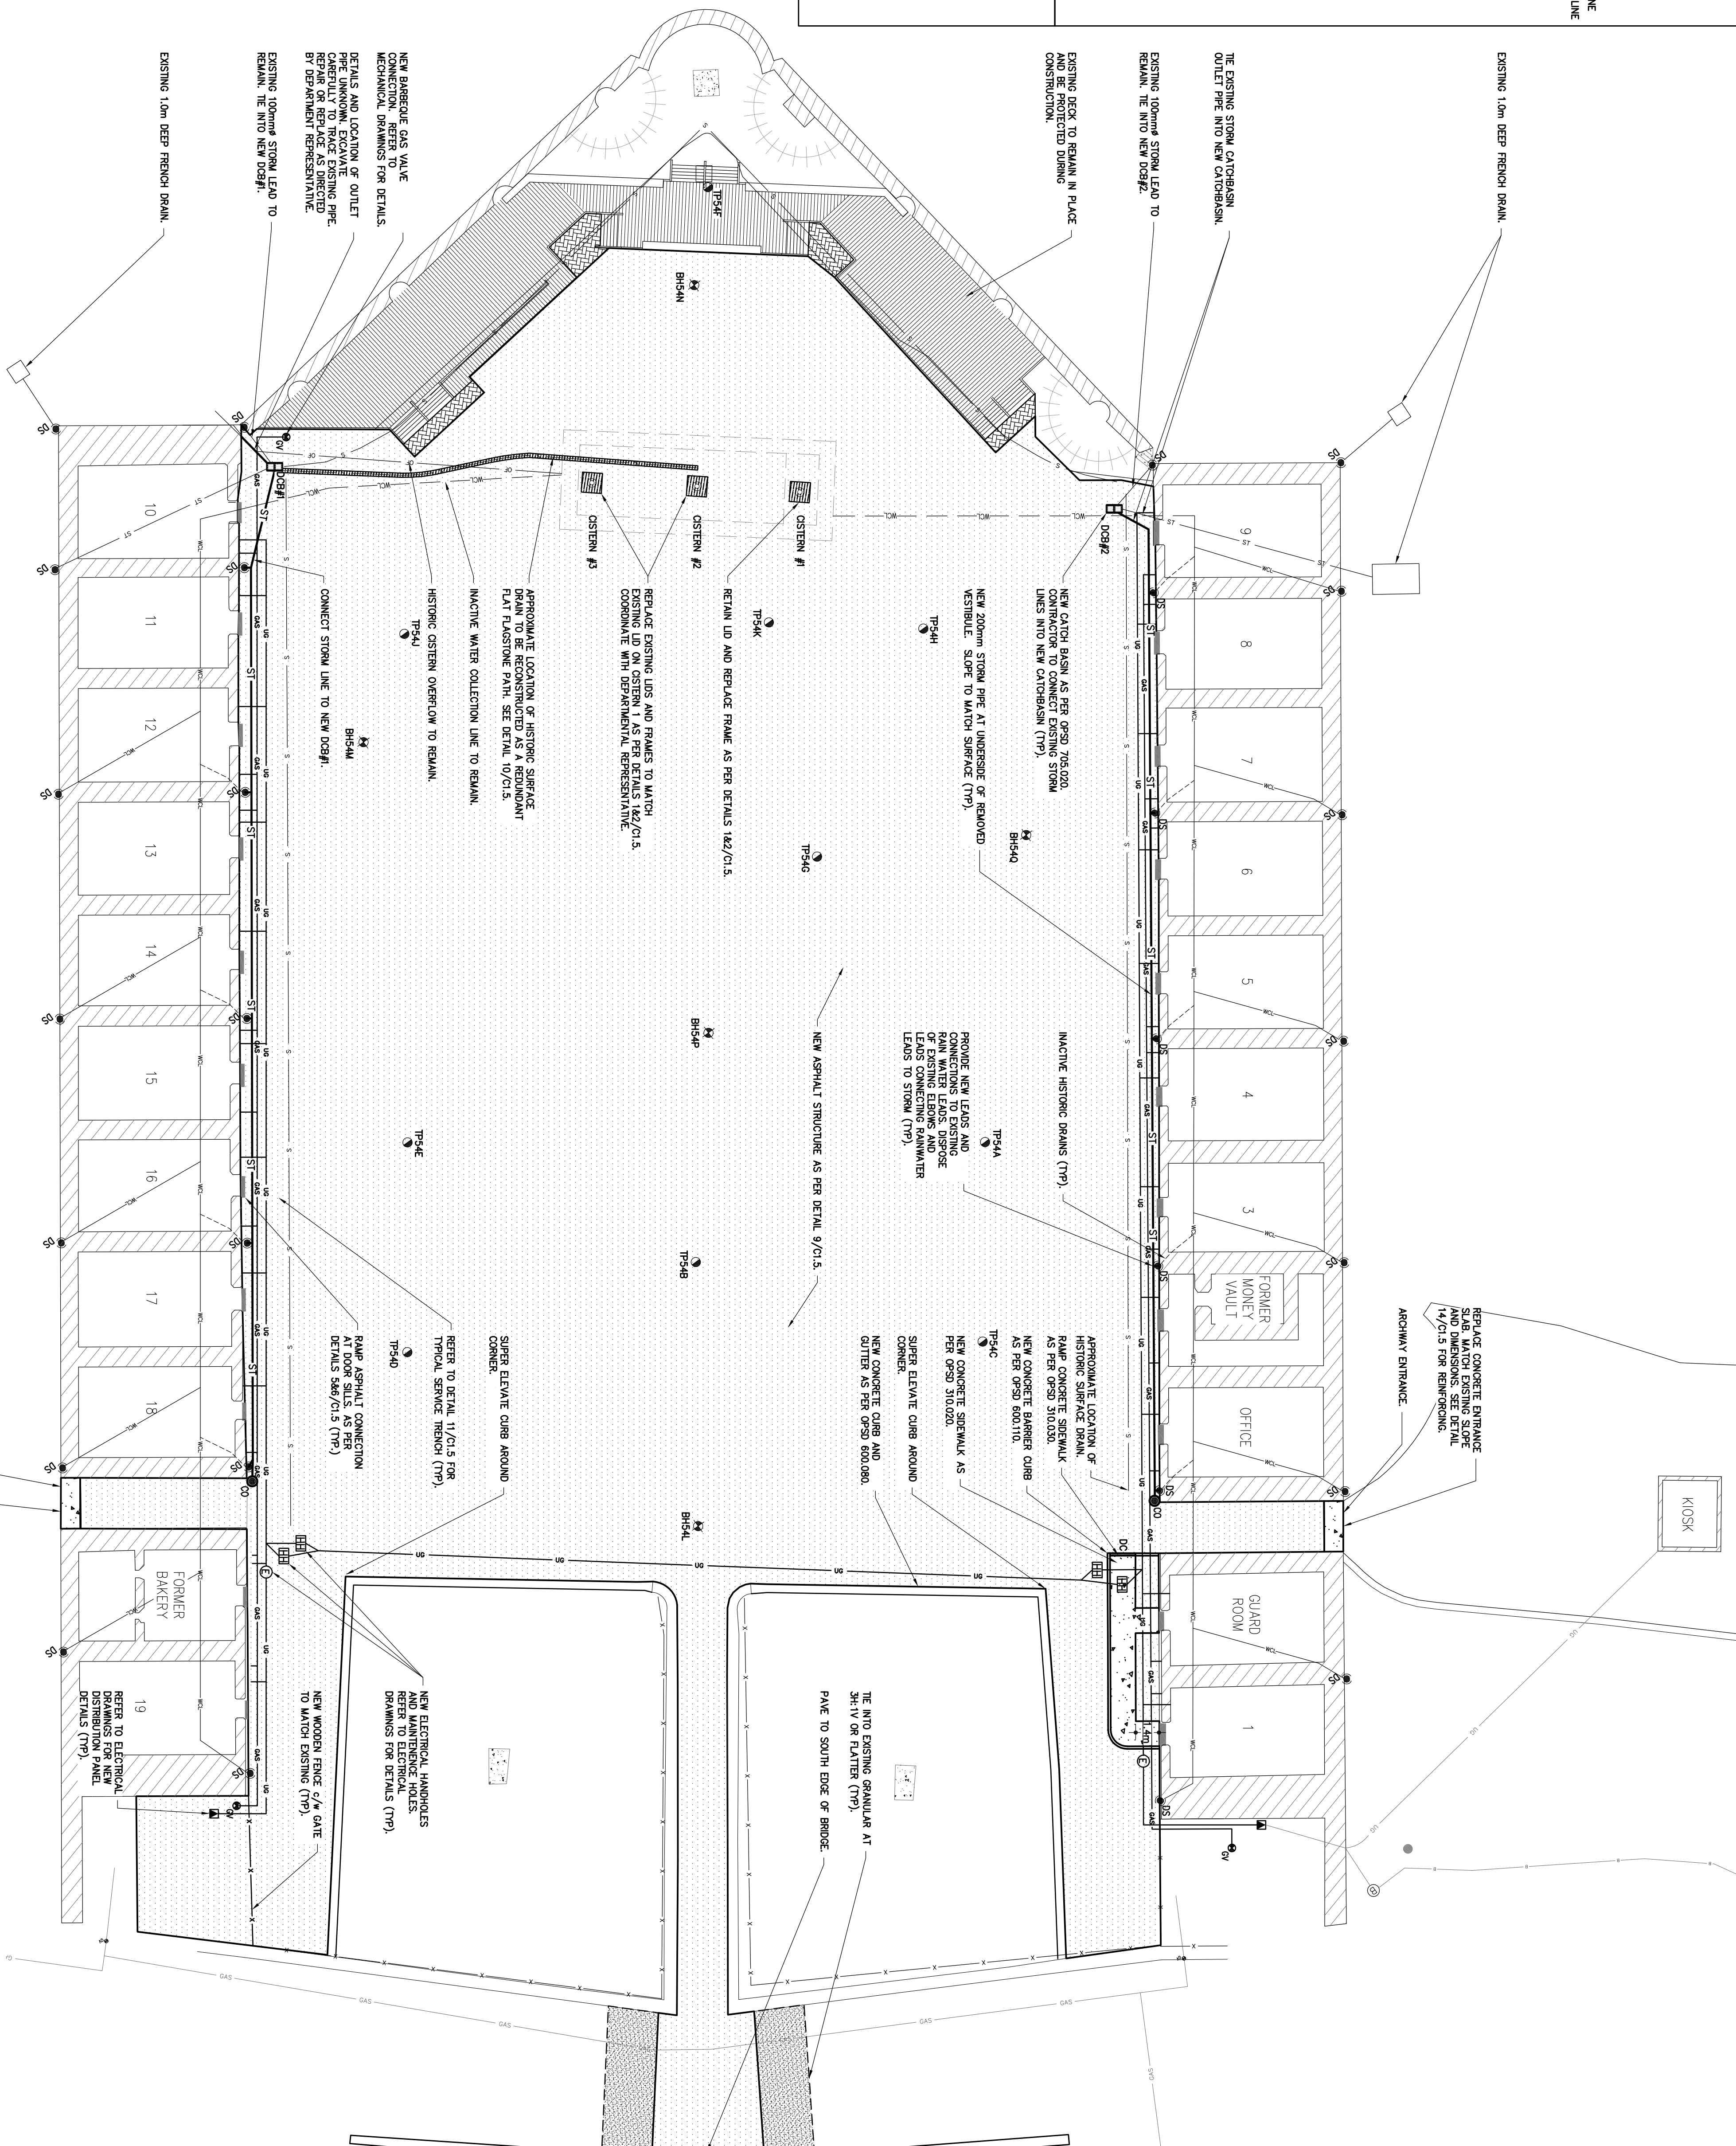 NE
LINE
EXISTING 1.0m DEEP FRENCH DRAIN.
TIE EXISTING STORM CATCHBASIN
OUTLET PIPE INTO NEW CATCHBASIN.
EXISTING 100mmø STORM LEAD TO
REMAIN. TIE INTO NEW DCB#2.
EXISTING DECK TO REMAIN IN PLACE
AND BE PROTECTED DURING
CONSTRUCTION.
NEW BARBEQUE GAS VALVE
CONNECTION. REFER TO
MECHANICAL DRAWINGS FOR DETAILS.
DETAILS AND LOCATION OF OUTLET
PIPE UNKNOWN. EXCAVATE
CAREFULLY TO TRACE EXISTING PIPE.
REPAIR OR REPLACE AS DIRECTED
BY DEPARTMENT REPRESENTATIVE.
EXISTING 100mmø STORM LEAD TO
REMAIN. TIE INTO NEW DCB#1.
EXISTING 1.0m DEEP FRENCH DRAIN.
TP54F
BH54N
DCB#2
DCB#1
GV
CISTERN #1
CISTERN #2
CISTERN #3
NEW CATCH BASIN AS PER OPSD 705.020.
CONTRACTOR TO CONNECT EXISTING STORM
LINES INTO NEW CATCHBASIN (TYP).
NEW 200mm STORM PIPE AT UNDERSIDE OF REMOVED
VESTIBULE. SLOPE TO MATCH SURFACE (TYP).
RETAIN LID AND REPLACE FRAME AS PER DETAILS 1&2/C1.5.
REPLACE EXISTING LIDS AND FRAMES TO MATCH
EXISTING LID ON CISTERN 1 AS PER DETAILS 1&2/C1.5.
COORDINATE WITH DEPARTMENTAL REPRESENTATIVE.
APPROXIMATE LOCATION OF HISTORIC SURFACE
DRAIN TO BE RECONSTRUCTED AS A REDUNDANT
FLAT FLAGSTONE PATH. SEE DETAIL 10/C1.5.
INACTIVE WATER COLLECTION LINE TO REMAIN.
HISTORIC CISTERN OVERFLOW TO REMAIN.
CONNECT STORM LINE TO NEW DCB#1.
TP54H
TP54K
TP54J
BH54M
BH54Q
TP54G
BH54P
TP54A
TP54E
TP54B
TP54C
TP54D
BH54L
9
8
7
6
5
4
3
FORMER
MONEY
VAULT
OFFICE
GUARD
ROOM
1
10
11
12
13
14
15
16
17
18
FORMER
BAKERY
19
INACTIVE HISTORIC DRAINS (TYP).
PROVIDE NEW LEADS AND
CONNECTIONS TO EXISTING
RAIN WATER LEADS. DISPOSE
OF EXISTING ELBOWS AND
LEADS CONNECTING RAINWATER
LEADS TO STORM (TYP).
NEW ASPHALT STRUCTURE AS PER DETAIL 9/C1.5.
REPLACE CONCRETE ENTRANCE
SLAB. MATCH EXISTING SLOPE
AND DIMENSIONS. SEE DETAIL
14/C1.5 FOR REINFORCING.
ARCHWAY ENTRANCE.
KIOSK
APPROXIMATE LOCATION OF
HISTORIC SURFACE DRAIN.
RAMP CONCRETE SIDEWALK
AS PER OPSD 310.030.
NEW CONCRETE BARRIER CURB
AS PER OPSD 600.110.
NEW CONCRETE SIDEWALK AS
PER OPSD 310.020.
SUPER ELEVATE CURB AROUND
CORNER.
NEW CONCRETE CURB AND
GUTTER AS PER OPSD 600.080.
SUPER ELEVATE CURB AROUND
CORNER.
REFER TO DETAIL 11/C1.5 FOR
TYPICAL SERVICE TRENCH (TYP).
RAMP ASPHALT CONNECTION
AT DOOR SILLS. AS PER
DETAILS 5&6/C1.5 (TYP.)
CO
CO
DC
1.4m
E
E
GV
GV
TIE INTO EXISTING GRANULAR AT
3H:1V OR FLATTER (TYP).
PAVE TO SOUTH EDGE OF BRIDGE.
NEW ELECTRICAL HANDHOLES
AND MAINTENENCE HOLES.
REFER TO ELECTRICAL
DRAWINGS FOR DETAILS (TYP).
NEW WOODEN FENCE c/w GATE
TO MATCH EXISTING (TYP).
REFER TO ELECTRICAL
DRAWINGS FOR NEW
DISTRIBUTION PANEL
DETAILS (TYP).
DS
ST
GAS
UG
WCL
OF
S
X